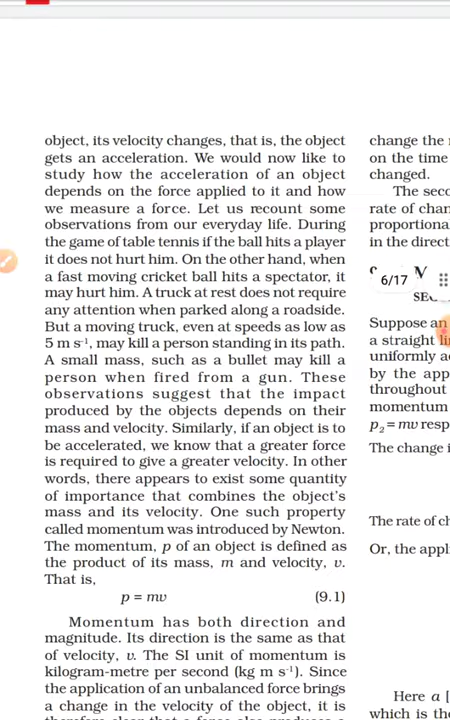 object, its velocity changes, that is, the object
gets an acceleration. We would now like to
study how the acceleration of an object
depends on the force applied to it and how
we measure a force. Let us recount some
observations from our everyday life. During
the game of table tennis if the ball hits a player
it does not hurt him. On the other hand, when
a fast moving cricket ball hits a spectator, it
may hurt him. A truck at rest does not require
any attention when parked along a roadside.
But a moving truck, even at speeds as low as
5 m s⁻¹, may kill a person standing in its path.
A small mass, such as a bullet may kill a
person when fired from a gun. These
observations suggest that the impact
produced by the objects depends on their
mass and velocity. Similarly, if an object is to
be accelerated, we know that a greater force
is required to give a greater velocity. In other
words, there appears to exist some quantity
of importance that combines the object's
mass and its velocity. One such property
called momentum was introduced by Newton.
The momentum, p of an object is defined as
the product of its mass, m and velocity, v.
That is,
p = mv (9.1)
Momentum has both direction and
magnitude. Its direction is the same as that
of velocity, v. The SI unit of momentum is
kilogram-metre per second (kg m s⁻¹). Since
the application of an unbalanced force brings
a change in the velocity of the object, it is
therefore clear that a force also produces a
change the
on the time
changed.
The
rate of
in the
6/17
Suppose an
a straight
uniformly
by the
throughout
momentum
p₂ = mv
The change
The rate of
Or, the
Here a
which is the